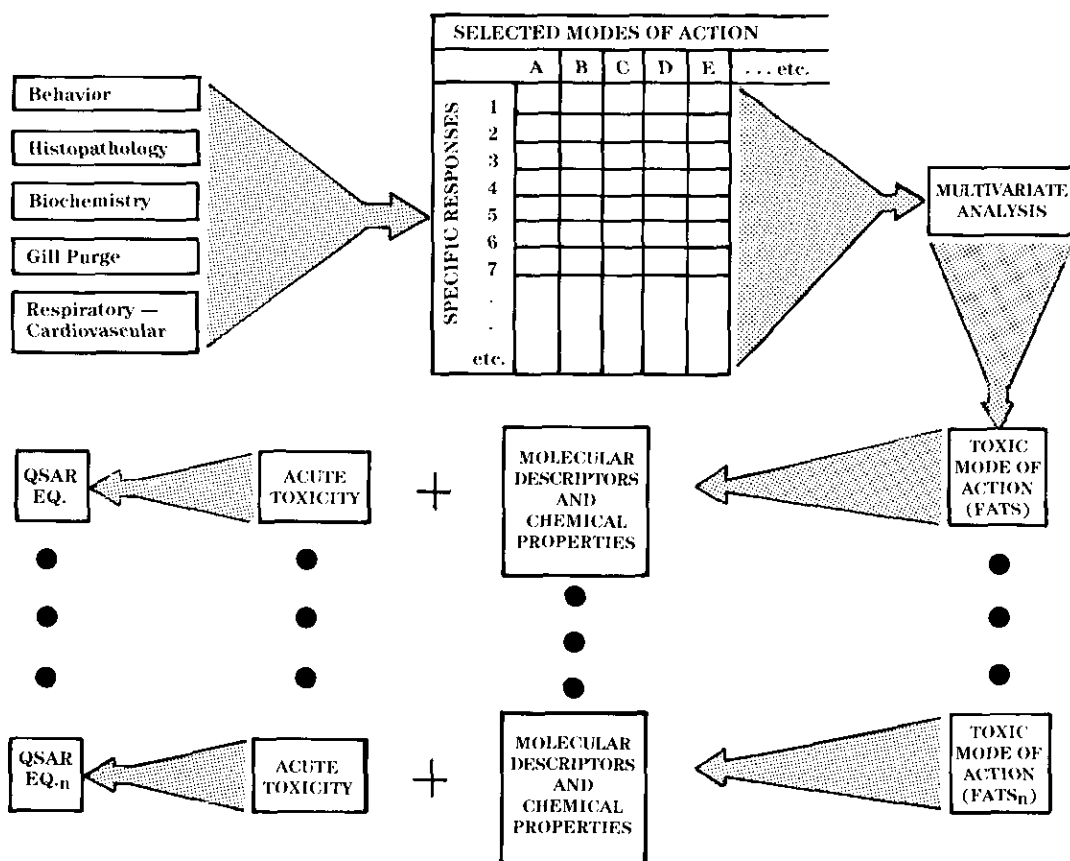 SELECTED MODES OF ACTION
A B C D E ... etc.
Behavior
Histopathology
Biochemistry
Gill Purge
Respiratory —
Cardiovascular
SPECIFIC RESPONSES
1
2
3
4
5
6
7
.
.
etc.
MULTIVARIATE
ANALYSIS
QSAR
EQ.
ACUTE
TOXICITY
+
MOLECULAR
DESCRIPTORS
AND
CHEMICAL
PROPERTIES
TOXIC
MODE OF
ACTION
(FATS)
QSAR
EQ.n
ACUTE
TOXICITY
+
MOLECULAR
DESCRIPTORS
AND
CHEMICAL
PROPERTIES
TOXIC
MODE OF
ACTION
(FATSn)